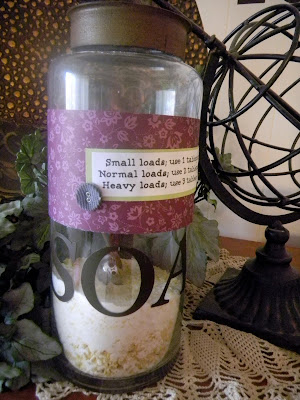 Small loads; use 1
Normal loads; use 2
Heavy loads; use 3
SOA